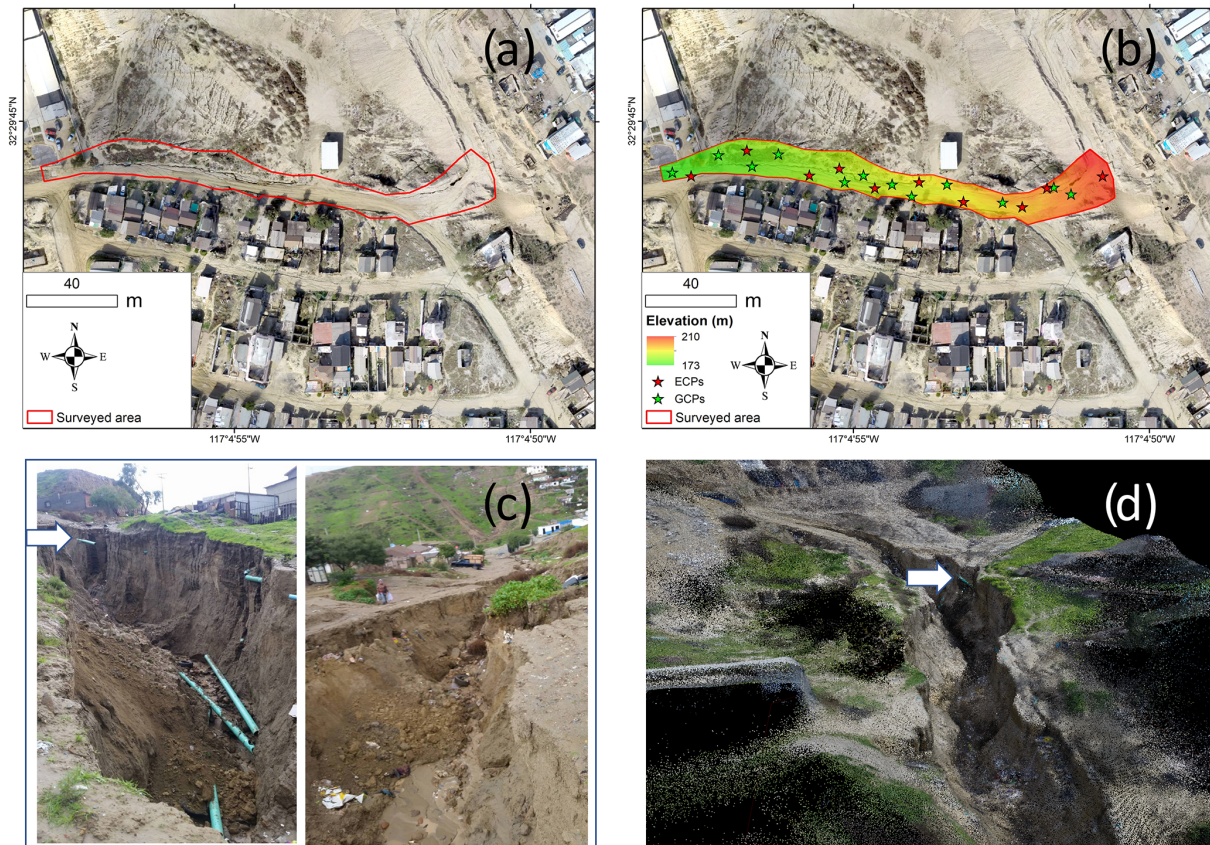 (a)
32°29'45"N
40
m
N
W
E
S
Surveyed area
117°4'55"W
117°4'50"W
(b)
32°29'45"N
40
m
Elevation (m)
210
173
ECPs
GCPs
N
W
E
S
Surveyed area
117°4'55"W
117°4'50"W
(c)
(d)